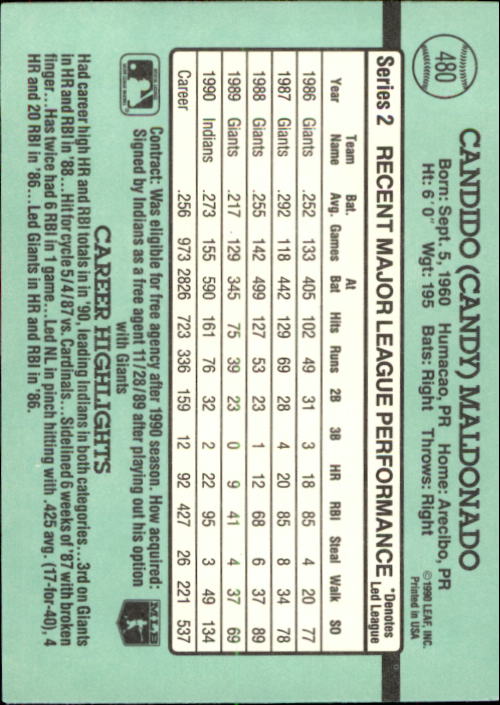 480
CANDIDO (CANDY) MALDONADO
Born: Sept. 5, 1960 Humacao, PR Home: Arecibo, PR
Ht: 6' 0" Wgt: 195 Bats: Right Throws: Right
©1990 LEAF, INC.
Printed in USA
Series 2 RECENT MAJOR LEAGUE PERFORMANCE *Denotes Led League
Year Team Name Bat. Avg. Games At Bat Hits Runs 2B 3B HR RBI Steal Walk SO
1986 Giants .252 133 405 102 49 31 3 18 85 4 20 77
1987 Giants .292 118 442 129 69 28 4 20 85 8 34 78
1988 Giants .255 142 499 127 53 23 1 12 68 6 37 89
1989 Giants .217 129 345 75 39 23 0 9 41 4 37 69
1990 Indians .273 155 590 161 76 32 2 22 95 3 49 134
Career .256 973 2826 723 336 159 12 92 427 26 221 537
Contract: Was eligible for free agency after 1990 season. How acquired:
Signed by Indians as a free agent 11/28/89 after playing out his option
with Giants
MLB
CAREER HIGHLIGHTS
Had career high HR and RBI totals in in '90, leading Indians in both categories...3rd on Giants
in HR and RBI in '88...Hit for cycle 5/4/87 vs. Cardinals...Sidelined 6 weeks of '87 with broken
finger...Has twice had 6 RBI in 1 game...Led NL in pinch hitting with .425 avg. (17-for-40), 4
HR and 20 RBI in '86...Led Giants in HR and RBI in '86.